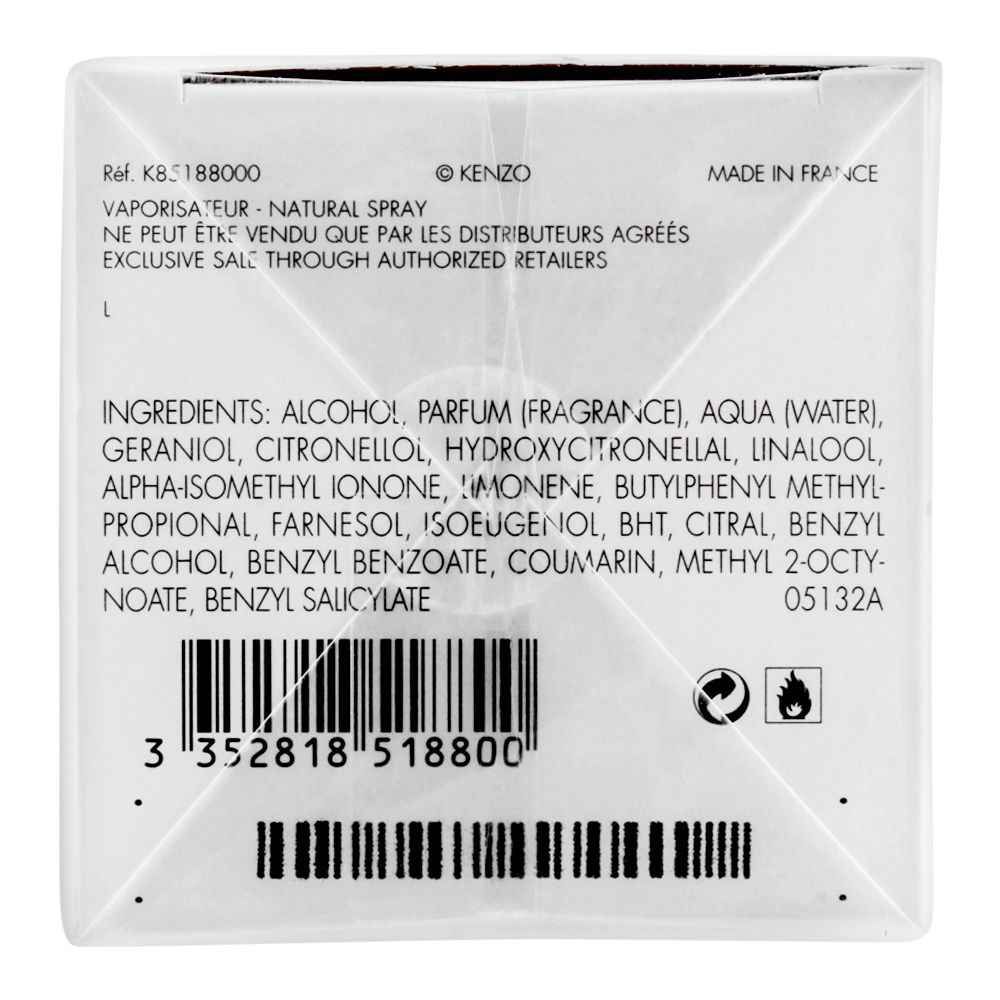 Réf. K85188000 © KENZO MADE IN FRANCE
VAPORISATEUR - NATURAL SPRAY
NE PEUT ÊTRE VENDU QUE PAR LES DISTRIBUTEURS AGRÉÉS
EXCLUSIVE SALE THROUGH AUTHORIZED RETAILERS
L
INGREDIENTS: ALCOHOL, PARFUM (FRAGRANCE), AQUA (WATER),
GERANIOL, CITRONELLOL, HYDROXYCITRONELLAL, LINALOOL,
ALPHA-ISOMETHYL IONONE, LIMONENE, BUTYLPHENYL METHYL-
PROPIONAL, FARNESOL, ISOEUGENOL, BHT, CITRAL, BENZYL
ALCOHOL, BENZYL BENZOATE, COUMARIN, METHYL 2-OCTY-
NOATE, BENZYL SALICYLATE 05132A
3 352818 518800